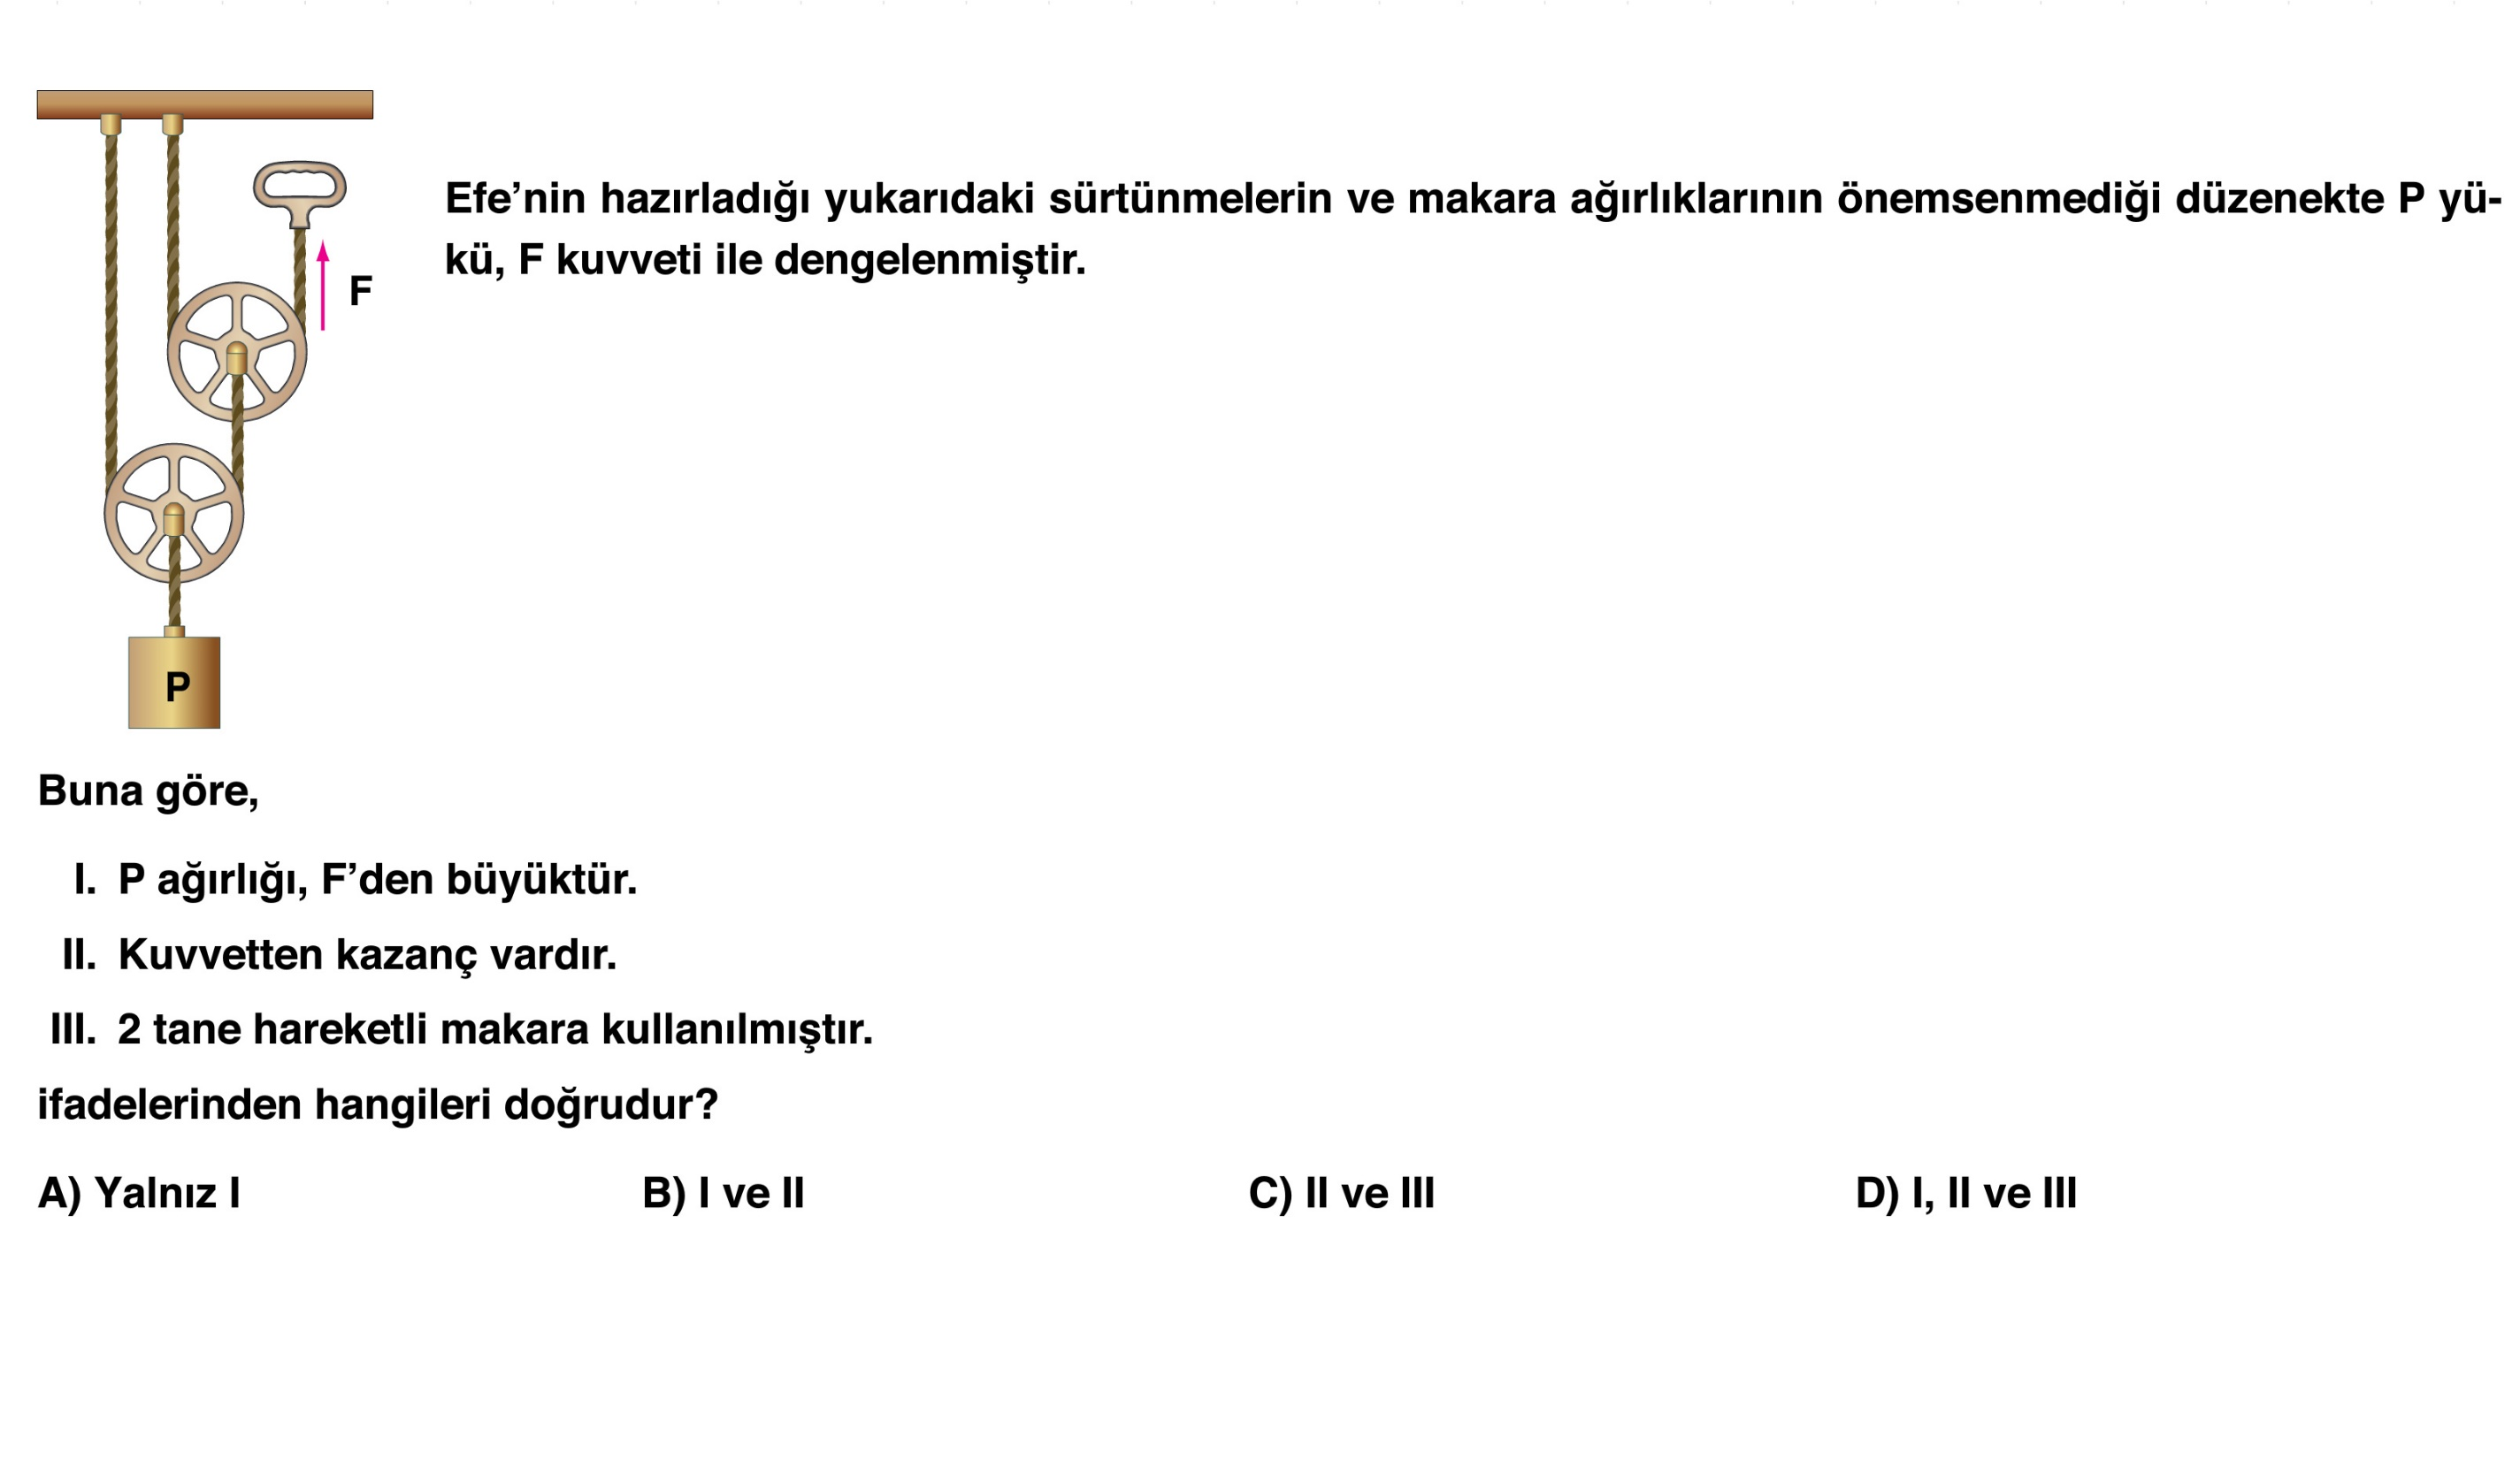 Efe’nin hazırladığı yukarıdaki sürtünmelerin ve makara ağırlıklarının önemsenmediği düzenekte P yü-
kü, F kuvveti ile dengelenmiştir.
F
P
Buna göre,
I. P ağırlığı, F’den büyüktür.
II. Kuvvetten kazanç vardır.
III. 2 tane hareketli makara kullanılmıştır.
ifadelerinden hangileri doğrudur?
A) Yalnız I B) I ve II C) II ve III D) I, II ve III